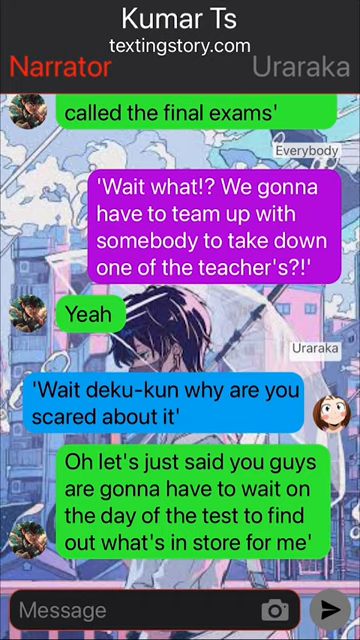 Kumar Ts
textingstory.com
Narrator
Uraraka
called the final exams'
Everybody
'Wait what!? We gonna
have to team up with
somebody to take down
one of the teacher's?!'
Yeah
Uraraka
'Wait deku-kun why are you
scared about it'
Oh let's just said you guys
are gonna have to wait on
the day of the test to find
out what's in store for me'
Message